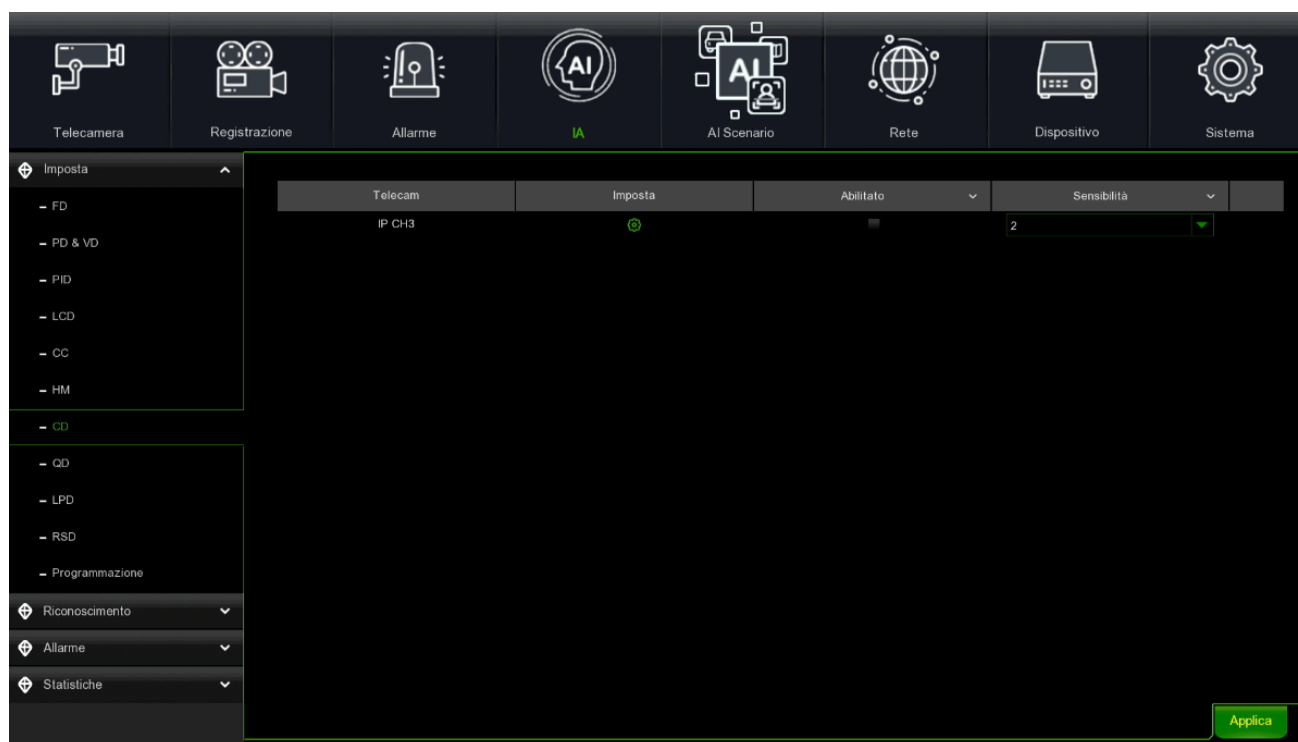 Telecamera Registrazione Allarme IA AI Scenario Rete Dispositivo Sistema
Imposta
FD
PD & VD
PID
LCD
CC
HM
CD
QD
LPD
RSD
Programmazione
Riconoscimento
Allarme
Statistiche
Telecam Imposta Abilitato Sensibilità
IP CH3 2
Applica